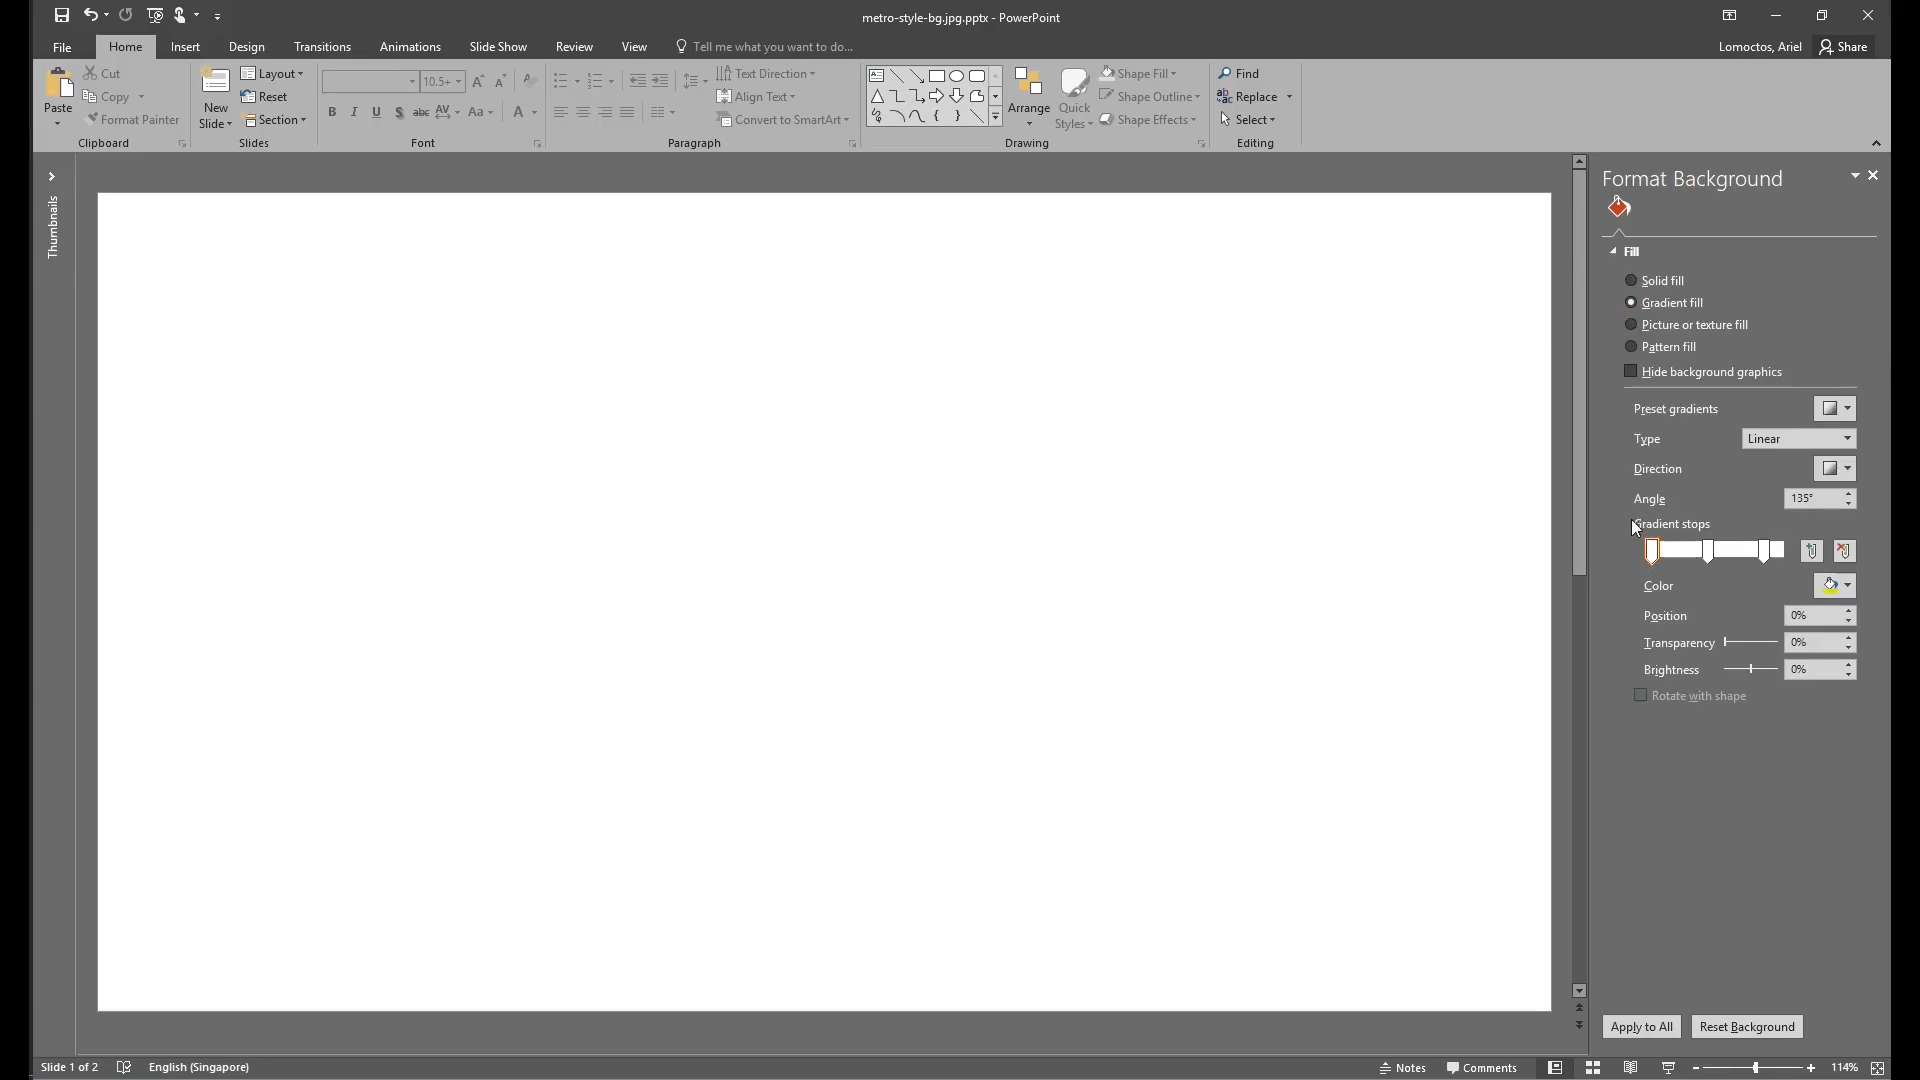 metro-style-bg.jpg.pptx - PowerPoint
File Home Insert Design Transitions Animations Slide Show Review View Tell me what you want to do... Lomoctos, Ariel Share
Paste
Cut
Copy
Format Painter
Clipboard
New
Slide
Layout
Reset
Section
Slides
10.5+
B I U S abc AV Aa A
Font
Text Direction
Align Text
Convert to SmartArt
Paragraph
Arrange
Quick
Styles
Shape Fill
Shape Outline
Shape Effects
Drawing
Find
Replace
Select
Editing
Thumbnails
Format Background
Fill
Solid fill
Gradient fill
Picture or texture fill
Pattern fill
Hide background graphics
Preset gradients
Type Linear
Direction
Angle 135°
Gradient stops
Color
Position 0%
Transparency 0%
Brightness 0%
Rotate with shape
Apply to All Reset Background
Slide 1 of 2 English (Singapore) Notes Comments 114%